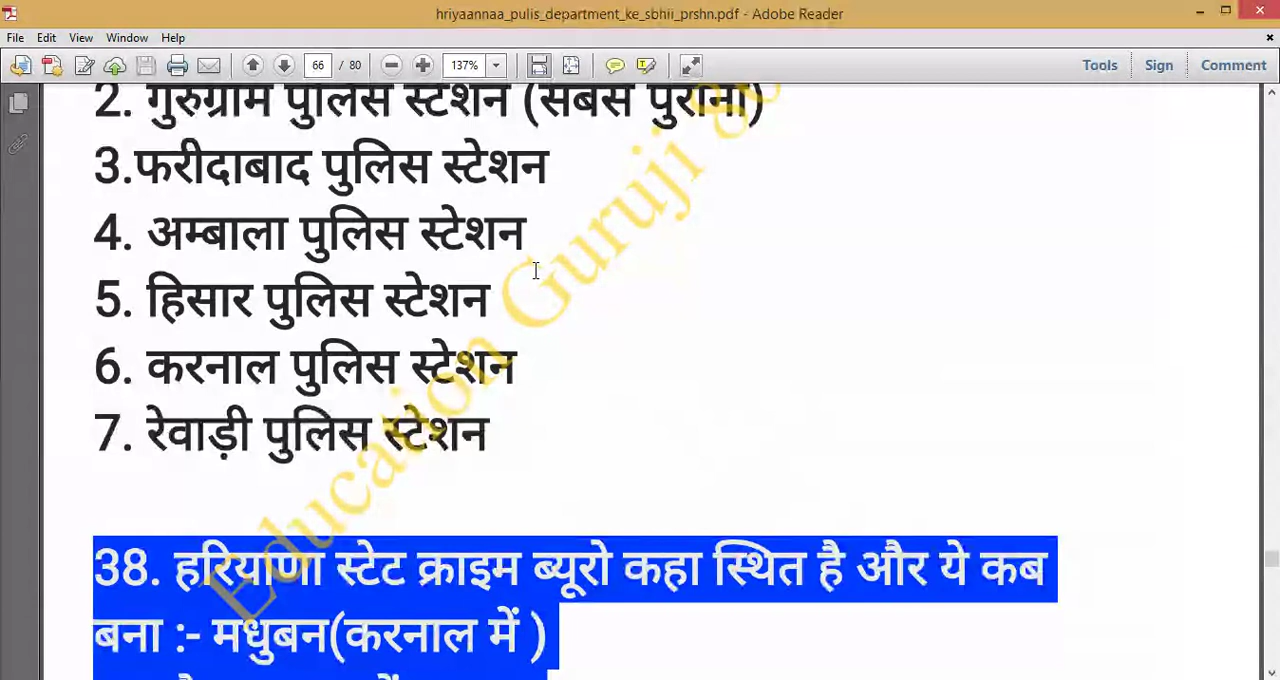 hriyaannaa_pulis_department_ke_sbhii_prshn.pdf - Adobe Reader
File Edit View Window Help
66 / 80 137% Tools Sign Comment
2. गुरुग्राम पुलिस स्टेशन (सबसे पुराना)
3.फरीदाबाद पुलिस स्टेशन
4. अम्बाला पुलिस स्टेशन
5. हिसार पुलिस स्टेशन
6. करनाल पुलिस स्टेशन
7. रेवाड़ी पुलिस स्टेशन
Education Guruji
38. हरियाणा स्टेट क्राइम ब्यूरो कहा स्थित है और ये कब
बना :- मधुबन(करनाल में )